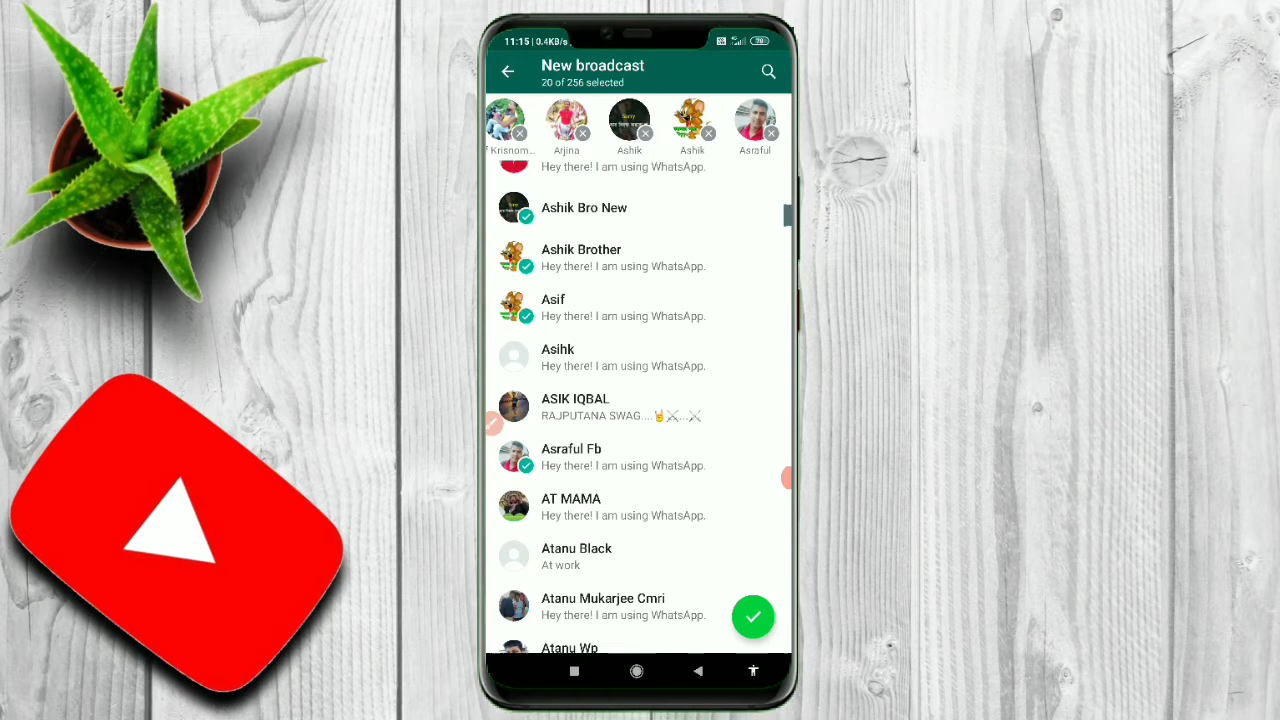 11:15 | 0.4KB/s
78
New broadcast
20 of 256 selected
Krisnom...
Arjina
Ashik
Ashik
Asraful
Hey there! I am using WhatsApp.
Ashik Bro New
Ashik Brother
Hey there! I am using WhatsApp.
Asif
Hey there! I am using WhatsApp.
Asihk
Hey there! I am using WhatsApp.
ASIK IQBAL
RAJPUTANA SWAG....🤘⚔...⚔
Asraful Fb
Hey there! I am using WhatsApp.
AT MAMA
Hey there! I am using WhatsApp.
Atanu Black
At work
Atanu Mukarjee Cmri
Hey there! I am using WhatsApp.
Atanu Wp